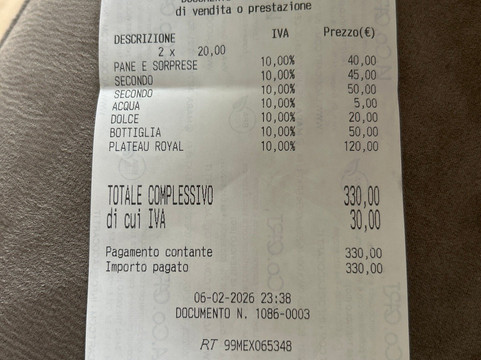 di vendita o prestazione
DESCRIZIONE IVA Prezzo(€)
2 x 20,00
PANE E SORPRESE 10,00% 40,00
SECONDO 10,00% 45,00
SECONDO 10,00% 50,00
ACQUA 10,00% 5,00
DOLCE 10,00% 20,00
BOTTIGLIA 10,00% 50,00
PLATEAU ROYAL 10,00% 120,00
TOTALE COMPLESSIVO 330,00
di cui IVA 30,00
Pagamento contante 330,00
Importo pagato 330,00
06-02-2026 23:38
DOCUMENTO N. 1086-0003
RT 99MEX065348